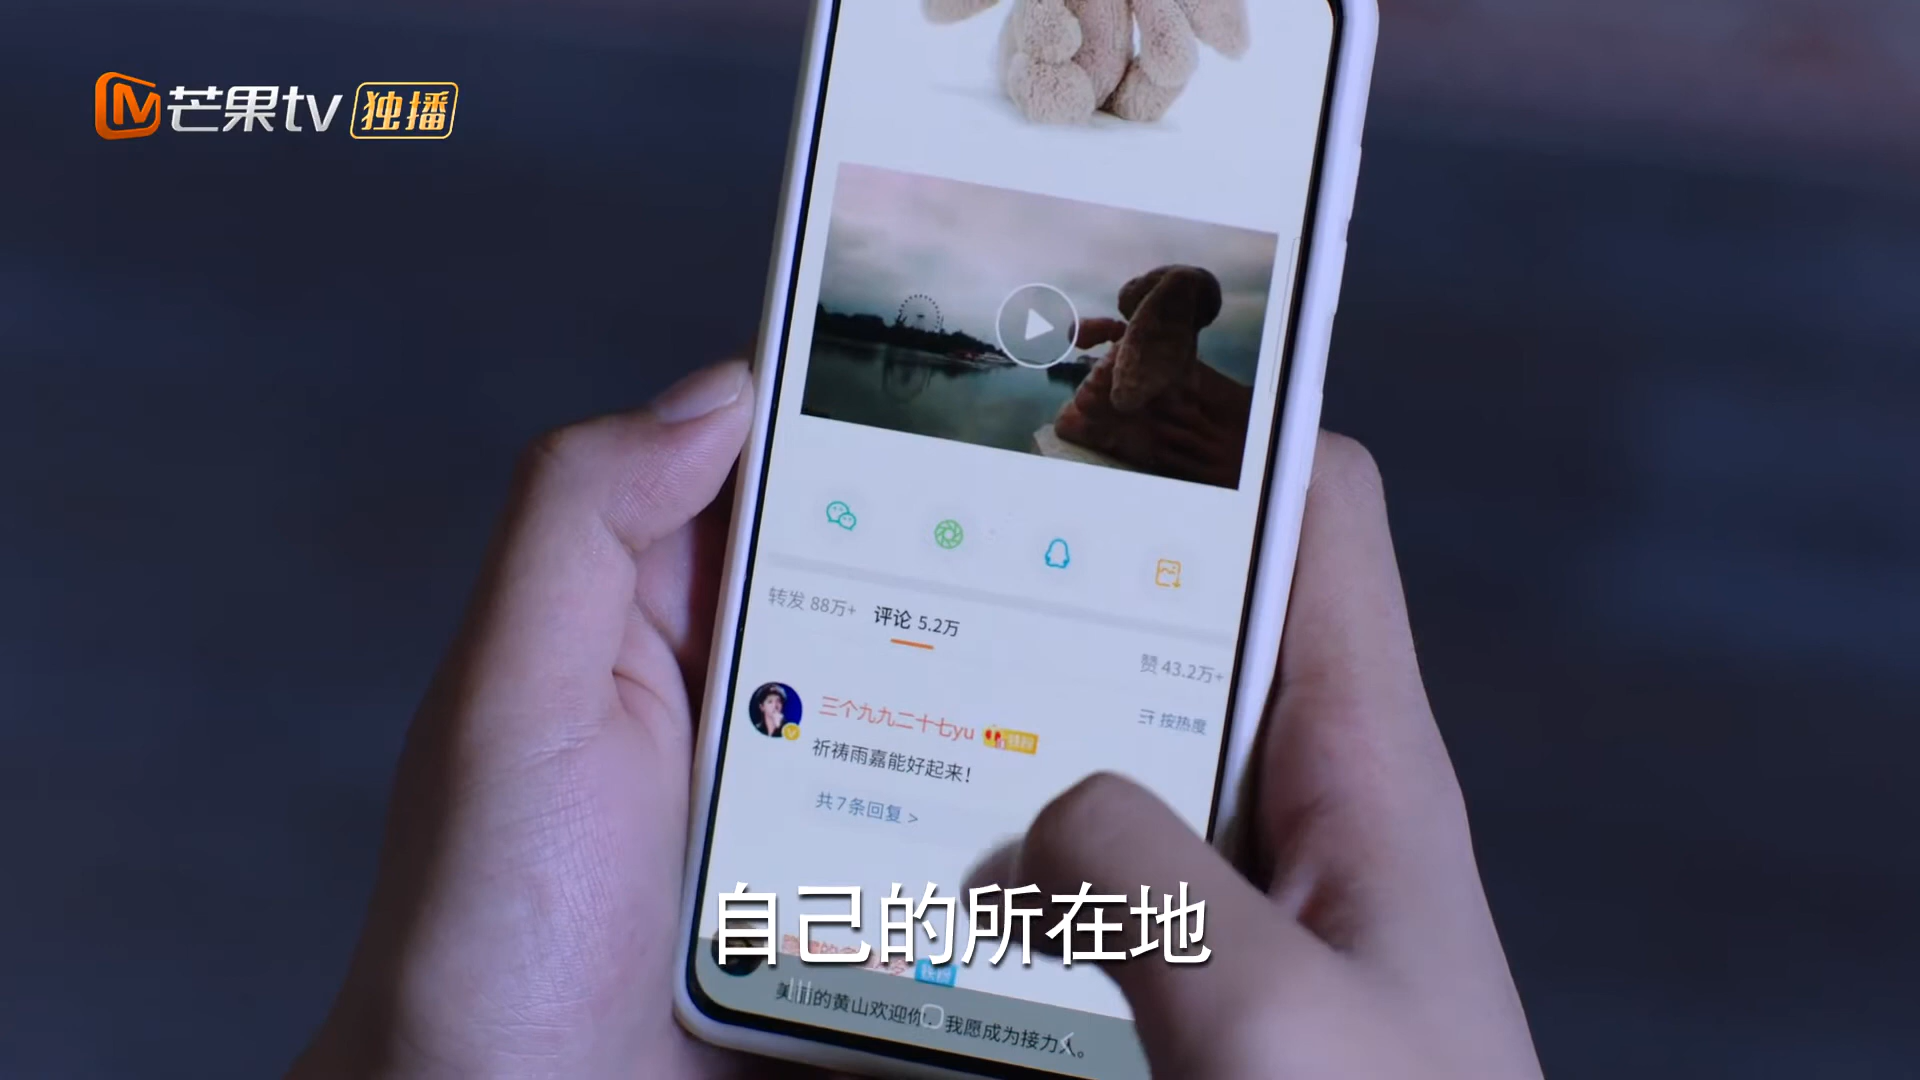 芒果tv 独播
转发 88万+ 评论 5.2万
赞 43.2万+
三个九九二十七yu
按热度
祈祷雨嘉能好起来!
共7条回复 >
自己的所在地
美丽的黄山欢迎你,我愿成为接力人。